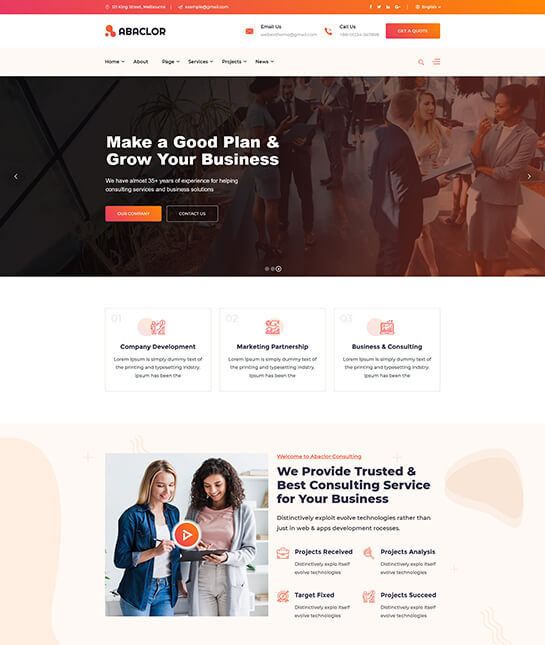 121 King Street, Melbourne
example@gmail.com
English
ABACLOR
Email Us
webextheme@gmail.com
Call Us
GET A QUOTE
Home
About
Page
Services
Projects
News
Make a Good Plan &
Grow Your Business
We have almost 35+ years of experience for helping
consulting services and business solutions
OUR COMPANY
CONTACT US
01
Company Development
Lorem Ipsum is simply dummy text of
the printing and typesetting indstry.
Ipsum has been the
02
Marketing Partnership
Lorem Ipsum is simply dummy text of
the printing and typesetting indstry.
Ipsum has been the
03
Business & Consulting
Lorem Ipsum is simply dummy text of
the printing and typesetting indstry.
Ipsum has been the
Welcome to Abaclor Consulting
We Provide Trusted &
Best Consulting Service
for Your Business
Distinctively exploit evolve technologies rather than
just in web & apps development rocesses.
Projects Received
Distinctively explo itself
evolve technologies
Projects Analysis
Distinctively explo itself
evolve technologies
Target Fixed
Distinctively explo itself
evolve technologies
Projects Succeed
Distinctively explo itself
evolve technologies